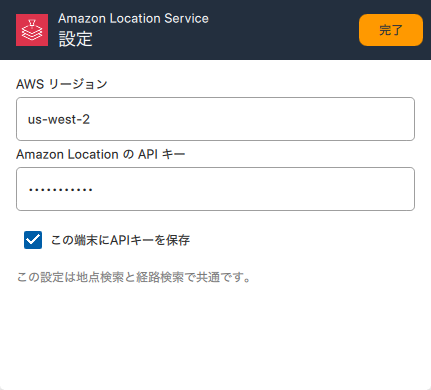 Amazon Location Service
設定
完了
AWS リージョン
us-west-2
Amazon Location の API キー
•••••••••••
この端末にAPIキーを保存
この設定は地点検索と経路検索で共通です。